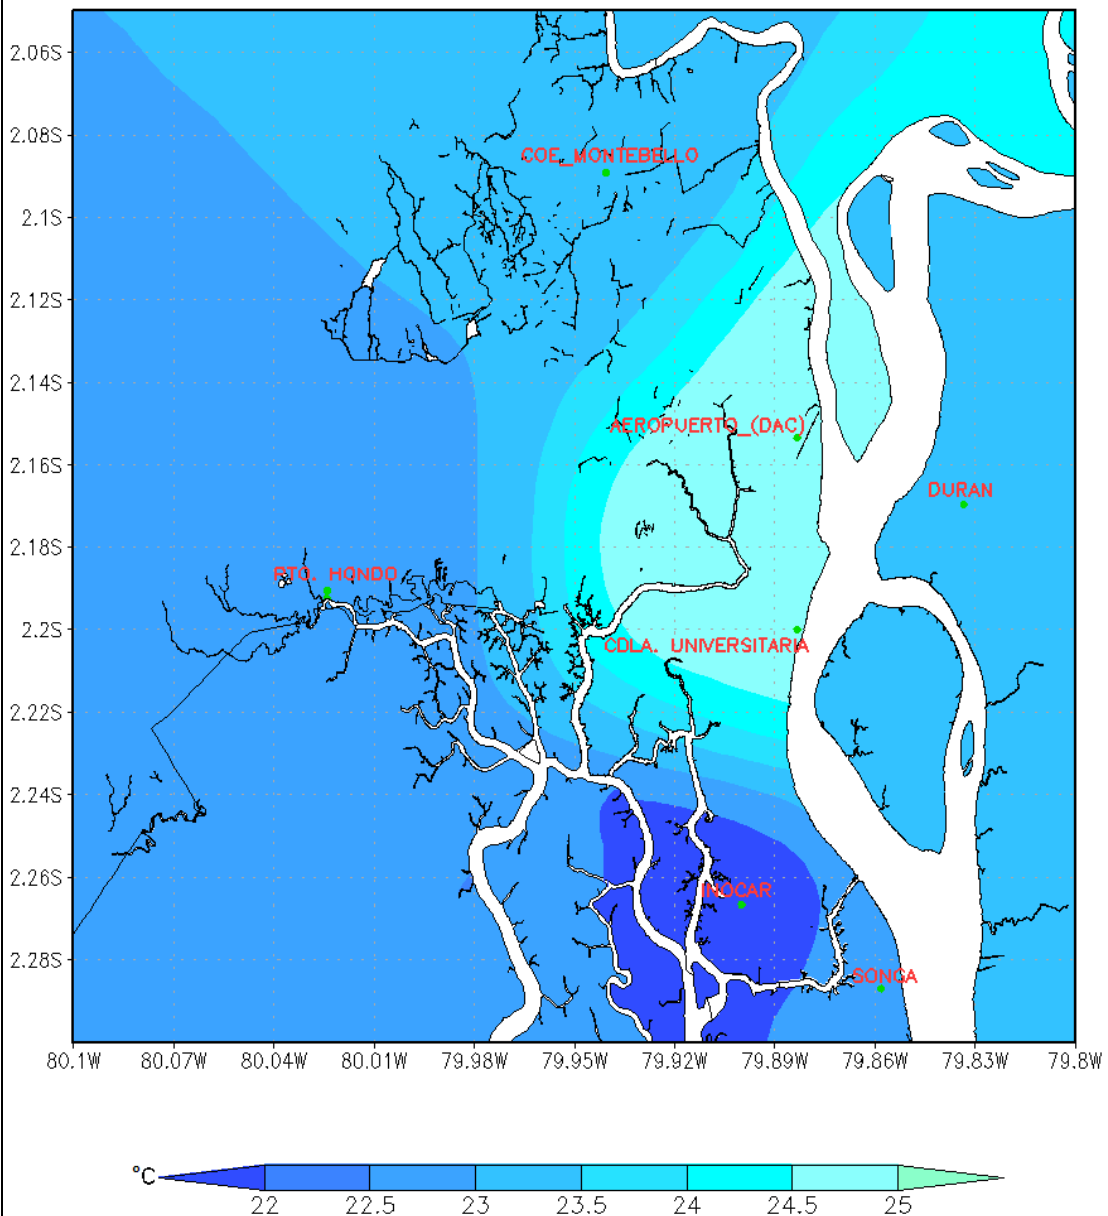 2.06S
2.08S
COE_MONTEBELLO
2.1S
2.12S
2.14S
AEROPUERTO_(DAC)
2.16S
DURAN
2.18S
PTO. HONDO
2.2S
CDLA. UNIVERSITARIA
2.22S
2.24S
2.26S
INOCAR
2.28S
SONGA
80.1W 80.07W 80.04W 80.01W 79.98W 79.95W 79.92W 79.89W 79.86W 79.83W 79.8W
°C
22 22.5 23 23.5 24 24.5 25